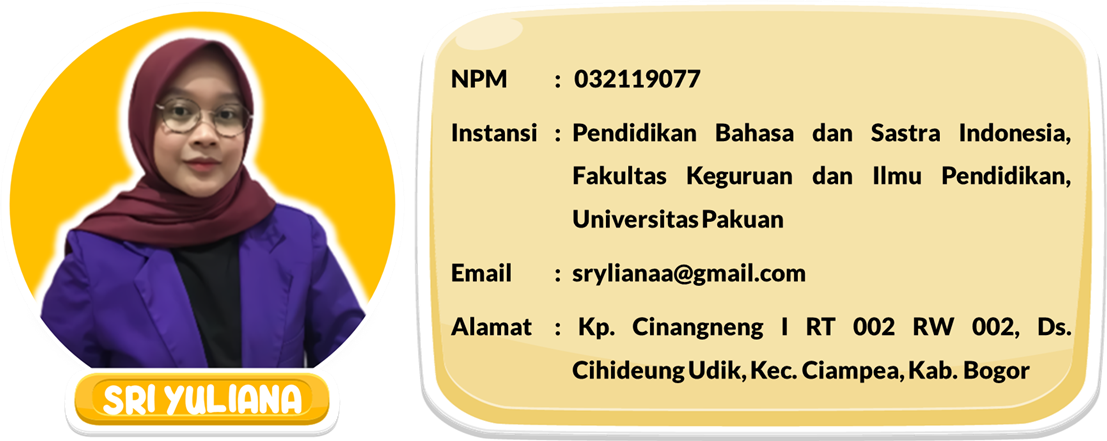 SRI YULIANA
NPM : 032119077
Instansi : Pendidikan Bahasa dan Sastra Indonesia,
Fakultas Keguruan dan Ilmu Pendidikan,
Universitas Pakuan
Email : srylianaa@gmail.com
Alamat : Kp. Cinangneng I RT 002 RW 002, Ds.
Cihideung Udik, Kec. Ciampea, Kab. Bogor